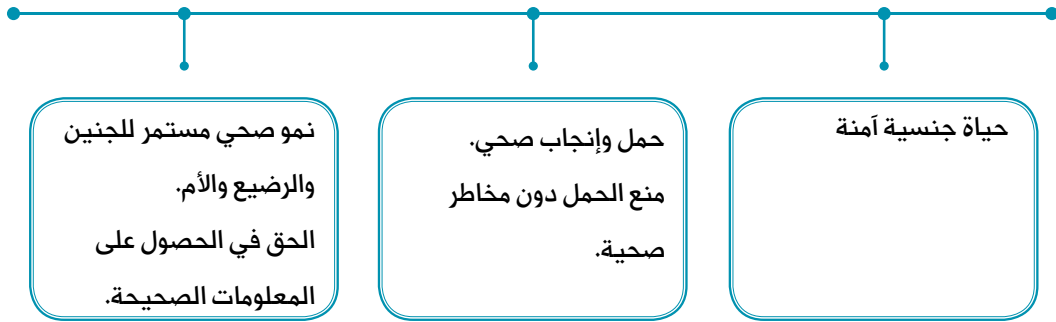 حياة جنسية آمنة
حمل وإنجاب صحي.
منع الحمل دون مخاطر
صحية.
نمو صحي مستمر للجنين
والرضيع والأم.
الحق في الحصول على
المعلومات الصحيحة.